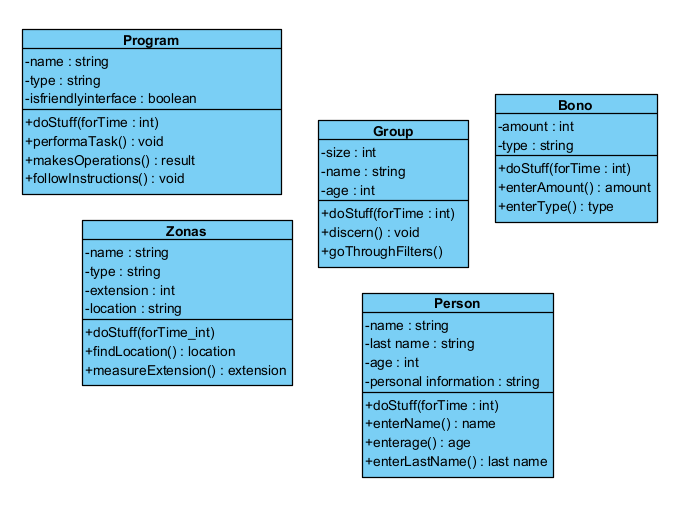 Program
-name : string
-type : string
-isfriendlyinterface : boolean
+doStuff(forTime : int)
+performaTask() : void
+makesOperations() : result
+followInstructions() : void
Bono
-amount : int
-type : string
+doStuff(forTime : int)
+enterAmount() : amount
+enterType() : type
Group
-size : int
-name : string
-age : int
+doStuff(forTime : int)
+discern() : void
+goThroughFilters()
Zonas
-name : string
-type : string
-extension : int
-location : string
+doStuff(forTime_int)
+findLocation() : location
+measureExtension() : extension
Person
-name : string
-last name : string
-age : int
-personal information : string
+doStuff(forTime : int)
+enterName() : name
+enterage() : age
+enterLastName() : last name